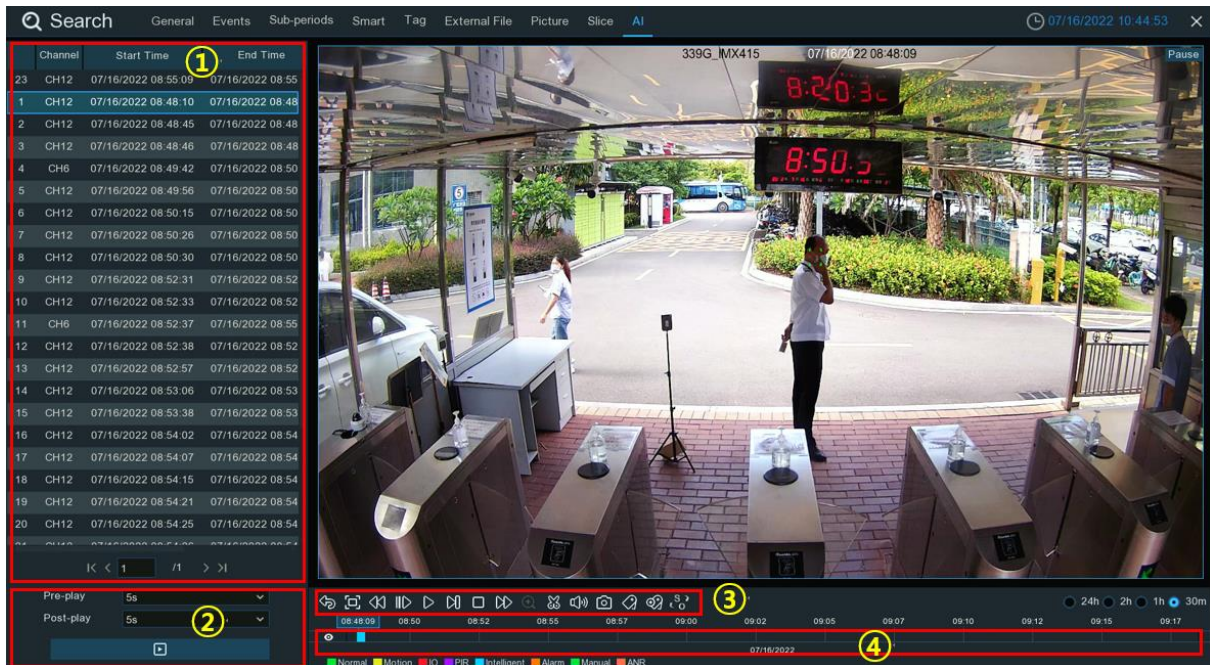 Search General Events Sub-periods Smart Tag External File Picture Slice AI 07/16/2022 10:44:53
Channel Start Time End Time
①
23 CH12 07/16/2022 08:55:09 07/16/2022 08:55
1 CH12 07/16/2022 08:48:10 07/16/2022 08:48
2 CH12 07/16/2022 08:48:45 07/16/2022 08:48
3 CH12 07/16/2022 08:48:46 07/16/2022 08:48
4 CH6 07/16/2022 08:49:42 07/16/2022 08:50
5 CH12 07/16/2022 08:49:56 07/16/2022 08:50
6 CH12 07/16/2022 08:50:15 07/16/2022 08:50
7 CH12 07/16/2022 08:50:26 07/16/2022 08:50
8 CH12 07/16/2022 08:50:30 07/16/2022 08:50
9 CH12 07/16/2022 08:52:31 07/16/2022 08:52
10 CH12 07/16/2022 08:52:33 07/16/2022 08:52
11 CH6 07/16/2022 08:52:37 07/16/2022 08:55
12 CH12 07/16/2022 08:52:38 07/16/2022 08:52
13 CH12 07/16/2022 08:52:57 07/16/2022 08:52
14 CH12 07/16/2022 08:53:06 07/16/2022 08:53
15 CH12 07/16/2022 08:53:38 07/16/2022 08:53
16 CH12 07/16/2022 08:54:02 07/16/2022 08:54
17 CH12 07/16/2022 08:54:07 07/16/2022 08:54
18 CH12 07/16/2022 08:54:15 07/16/2022 08:54
19 CH12 07/16/2022 08:54:21 07/16/2022 08:54
20 CH12 07/16/2022 08:54:25 07/16/2022 08:54
1 /1
Pre-play 5s
Post-play 5s
②
339G_IMX415 07/16/2022 08:48:09
Pause
8:50
5
③
24h 2h 1h 30m
08:48:09 08:50 08:52 08:55 08:57 09:00 09:02 09:05 09:07 09:10 09:12 09:15 09:17
07/16/2022
④
Normal Motion IO PIR Intelligent Alarm Manual ANR